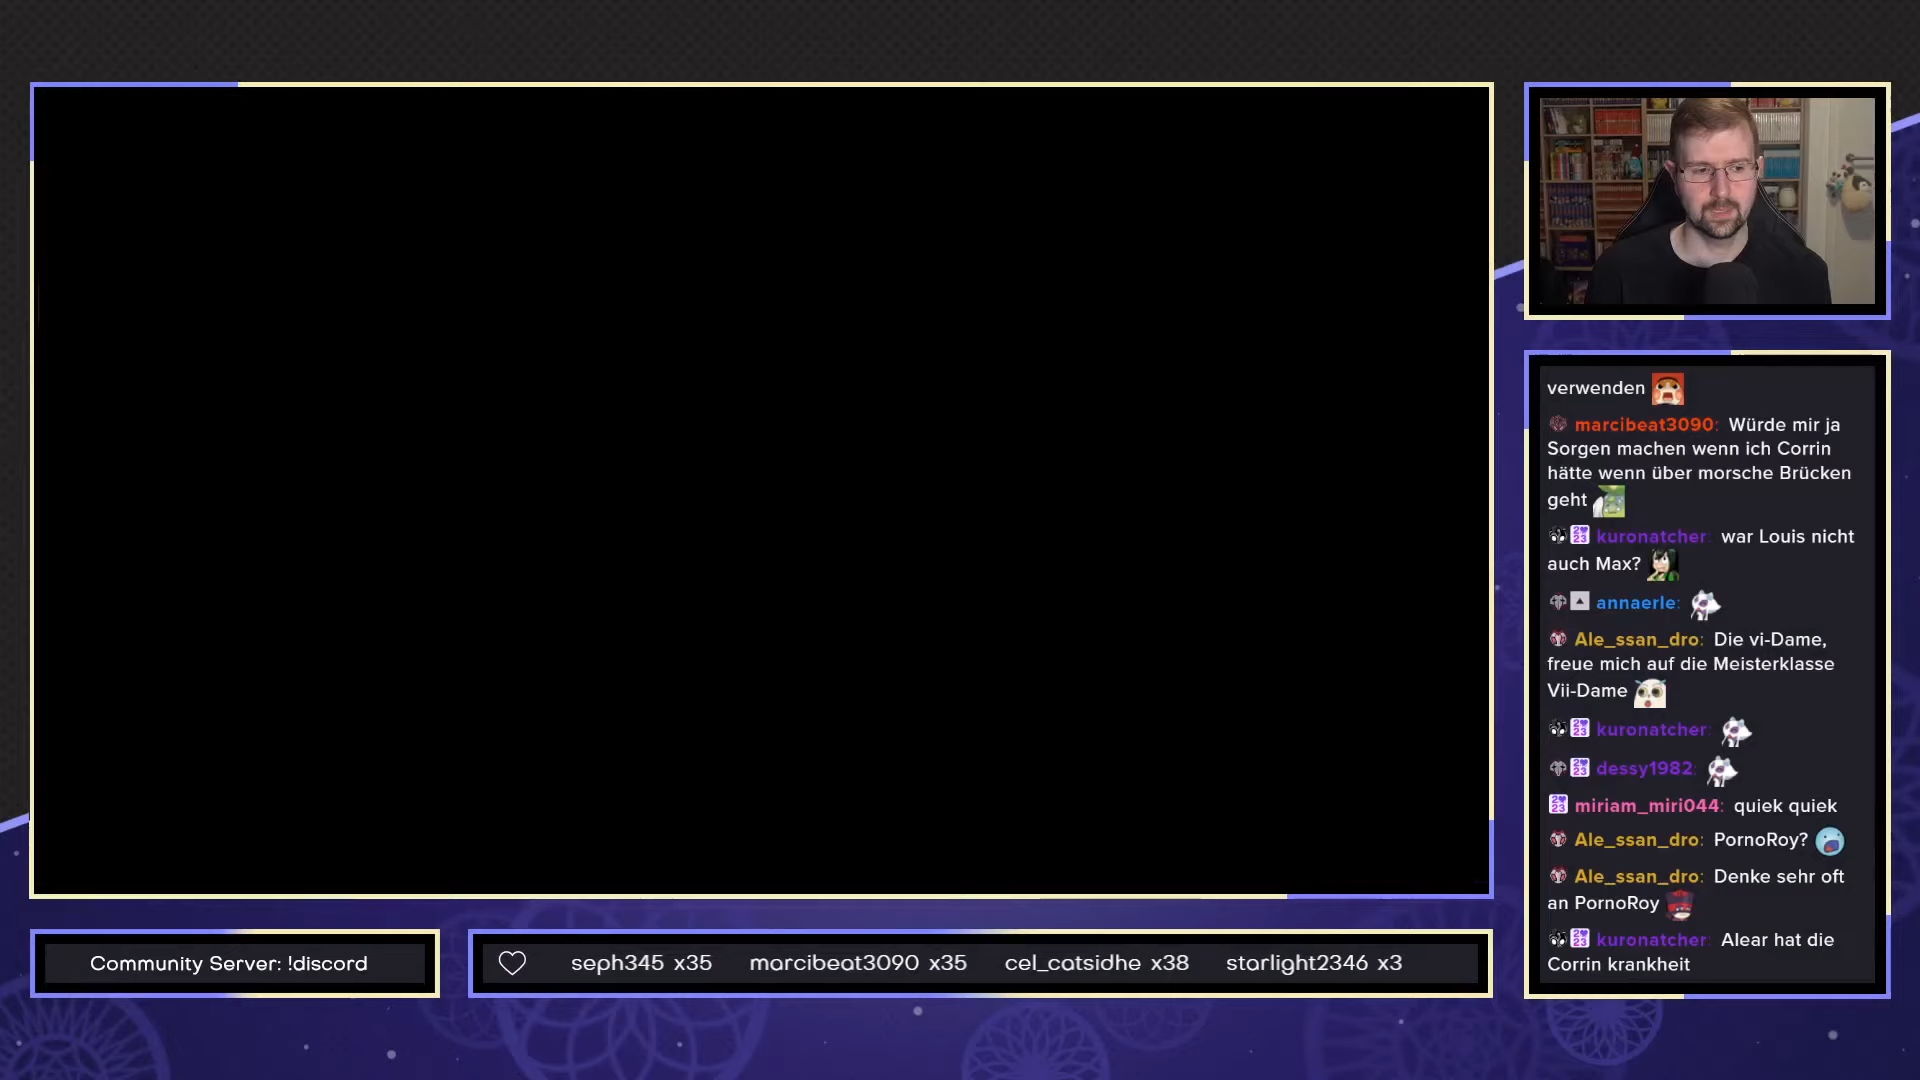 verwenden
marcibeat3090: Würde mir ja
Sorgen machen wenn ich Corrin
hätte wenn über morsche Brücken
geht
kuronatcher: war Louis nicht
auch Max?
annaerle:
Ale_ssan_dro: Die vi-Dame,
freue mich auf die Meisterklasse
Vii-Dame
kuronatcher:
dessy1982:
miriam_miri044: quiek quiek
Ale_ssan_dro: PornoRoy?
Ale_ssan_dro: Denke sehr oft
an PornoRoy
kuronatcher: Alear hat die
Corrin krankheit
Community Server: !discord
seph345 x35 marcibeat3090 x35 cel_catsidhe x38 starlight2346 x3